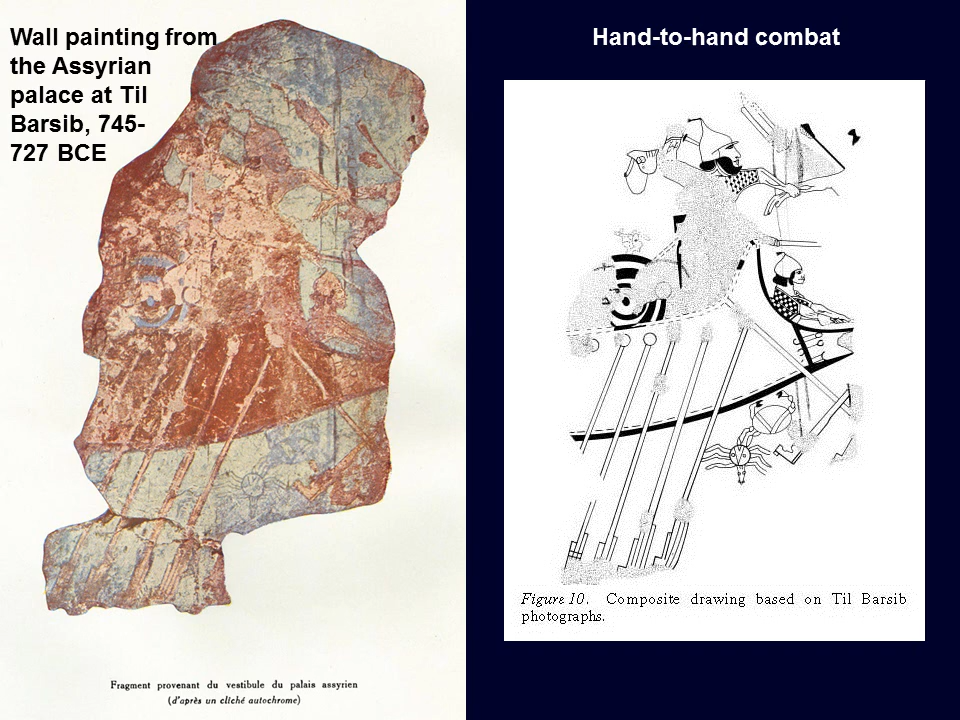 Wall painting from
the Assyrian
palace at Til
Barsib, 745-
727 BCE
Fragment provenant du vestibule du palais assyrien
(d'après un cliché autochrome)
Hand-to-hand combat
Figure 10. Composite drawing based on Til Barsib
photographs.